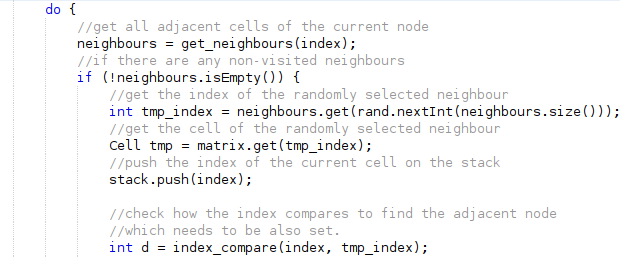 do {
//get all adjacent cells of the current node
neighbours = get_neighbours(index);
//if there are any non-visited neighbours
if (!neighbours.isEmpty()) {
//get the index of the randomly selected neighbour
int tmp_index = neighbours.get(rand.nextInt(neighbours.size()));
//get the cell of the randomly selected neighbour
Cell tmp = matrix.get(tmp_index);
//push the index of the current cell on the stack
stack.push(index);
//check how the index compares to find the adjacent node
//which needs to be also set.
int d = index_compare(index, tmp_index);